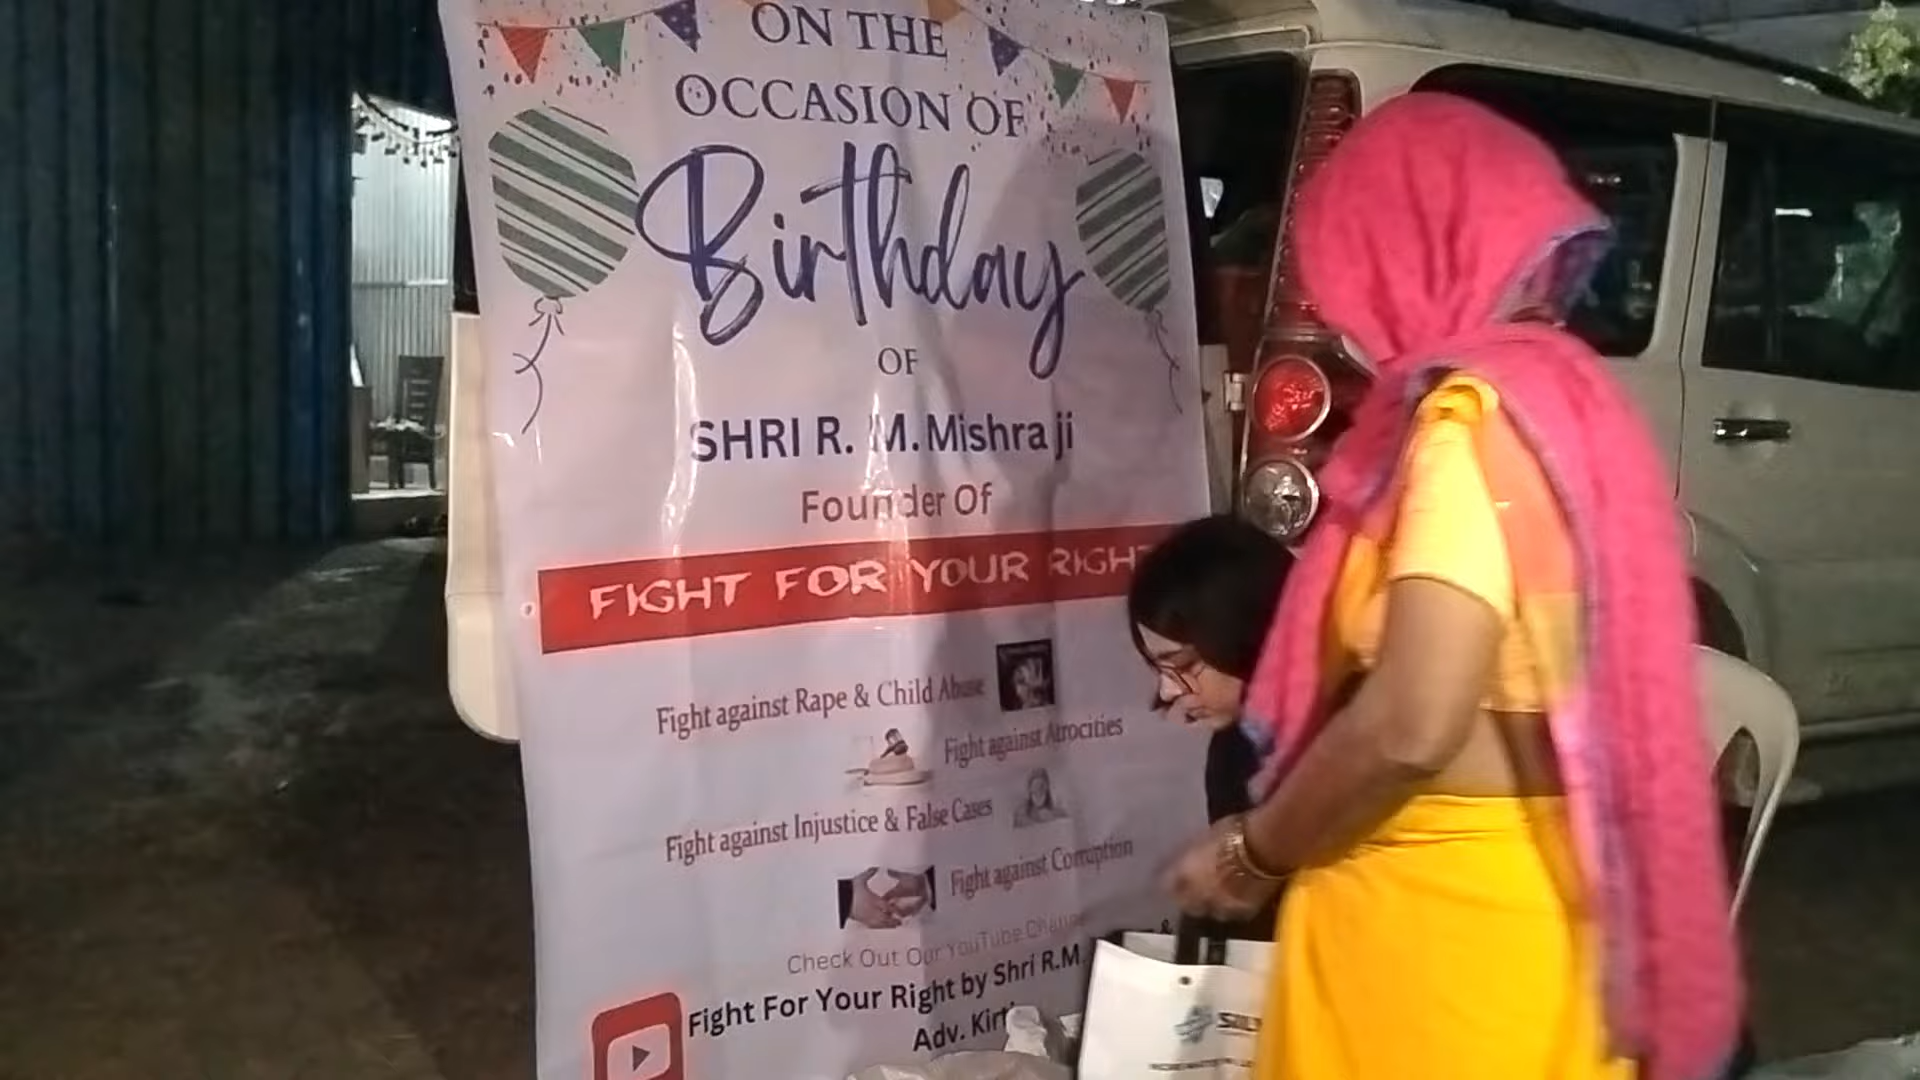 ON THE
OCCASION OF
Birthday
OF
SHRI R. M. Mishra ji
Founder Of
FIGHT FOR YOUR RIGHT
Fight against Rape & Child Abuse
Fight against Atrocities
Fight against Injustice & False Cases
Fight against Corruption
Check Out Our YouTube
Fight For Your Right by Shri R.M. &
Adv.